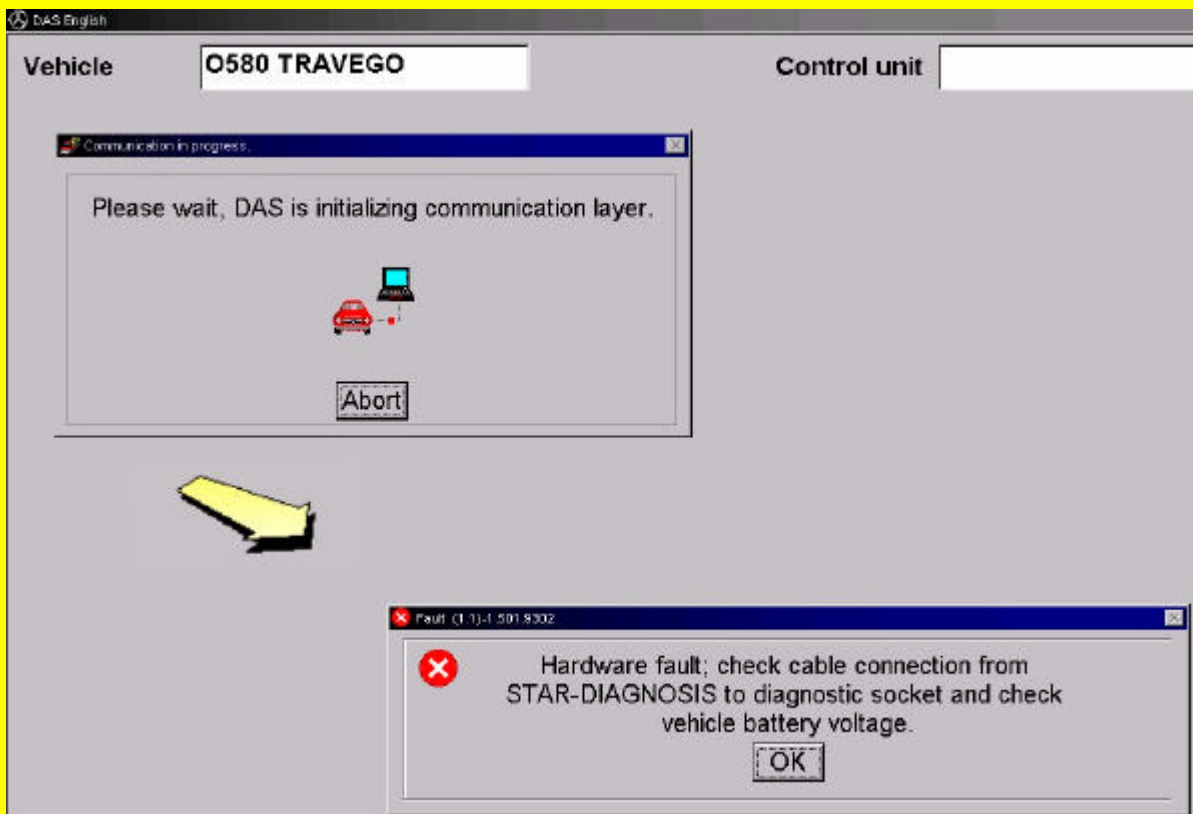 DAS English
Vehicle O580 TRAVEGO Control unit
Communication in progress.
Please wait, DAS is initializing communication layer.
Abort
Fault (1.1)-1.501.9302
Hardware fault; check cable connection from
STAR-DIAGNOSIS to diagnostic socket and check
vehicle battery voltage.
OK